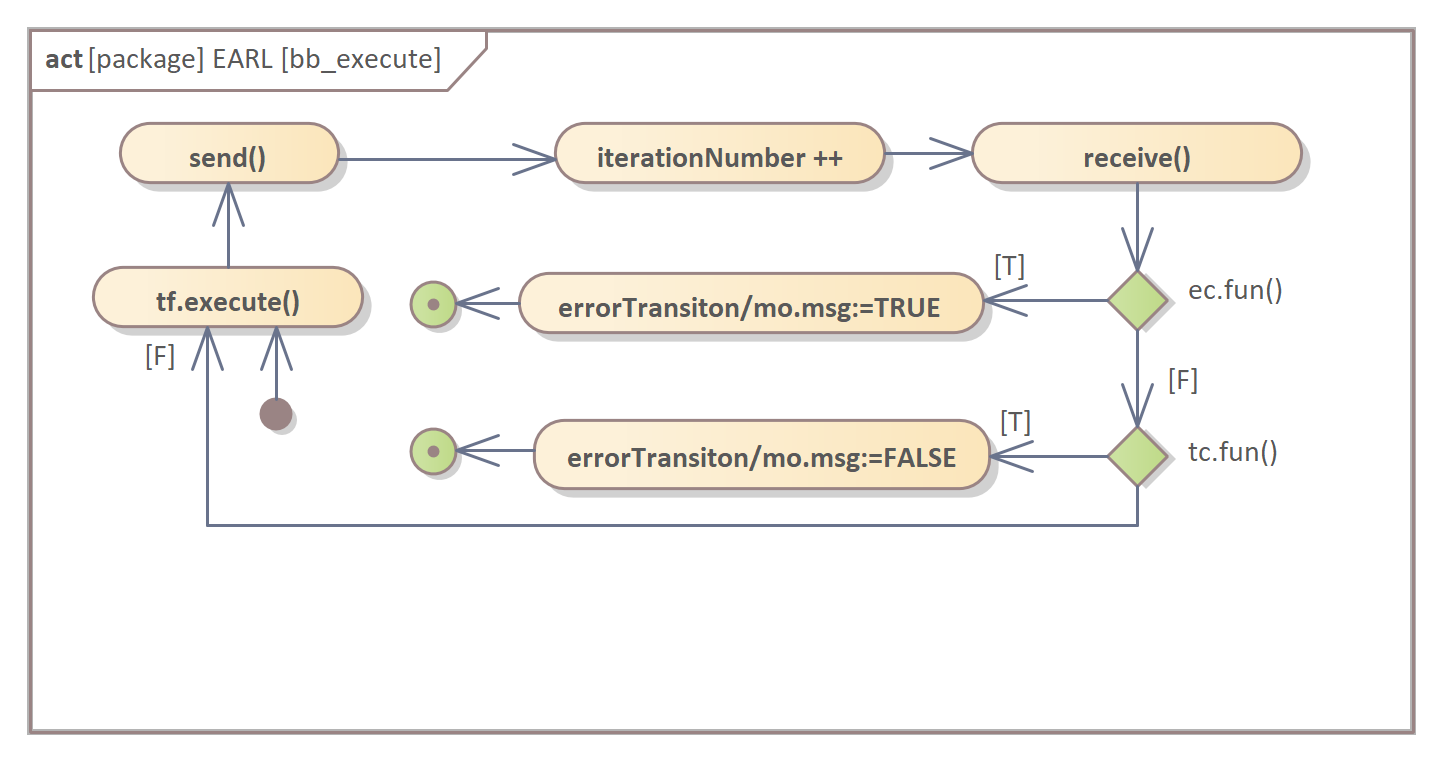 act [package] EARL [bb_execute]
send()
iterationNumber ++
receive()
tf.execute()
errorTransiton/mo.msg:=TRUE
[T]
ec.fun()
[F]
[F]
errorTransiton/mo.msg:=FALSE
[T]
tc.fun()